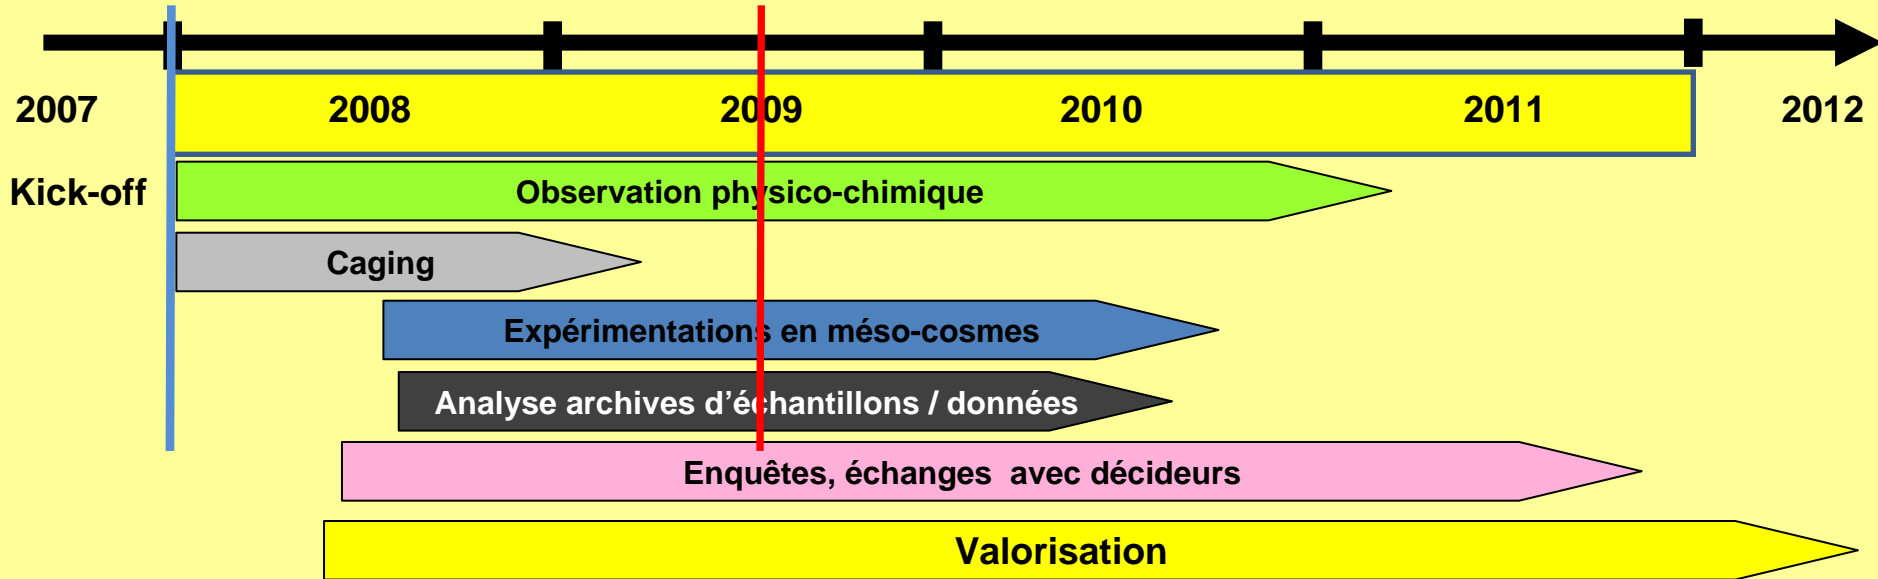 2007 2008 2009 2010 2011 2012
Kick-off
Observation physico-chimique
Caging
Expérimentations en méso-cosmes
Analyse archives d’échantillons / données
Enquêtes, échanges  avec décideurs
Valorisation